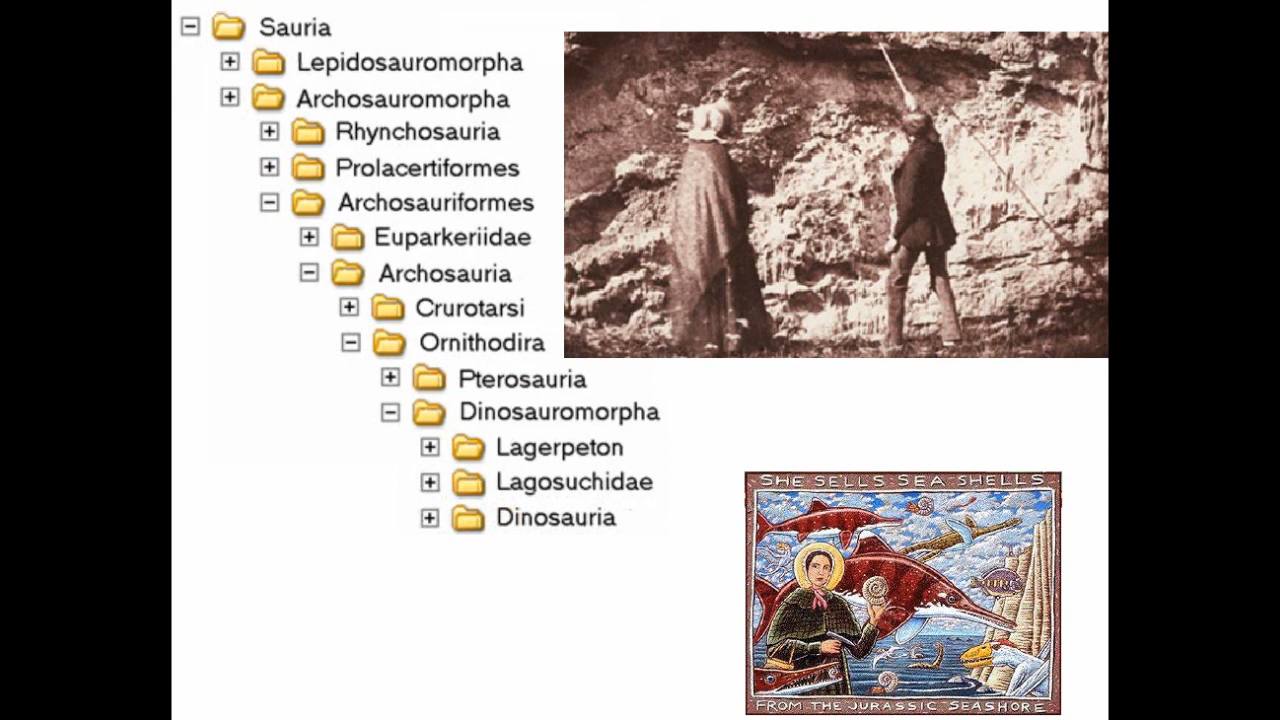 Sauria
Lepidosauromorpha
Archosauromorpha
Rhynchosauria
Prolacertiformes
Archosauriformes
Euparkeriidae
Archosauria
Crurotarsi
Ornithodira
Pterosauria
Dinosauromorpha
Lagerpeton
Lagosuchidae
Dinosauria
SHE SELLS SEA SHELLS
FROM THE JURASSIC SEASHORE